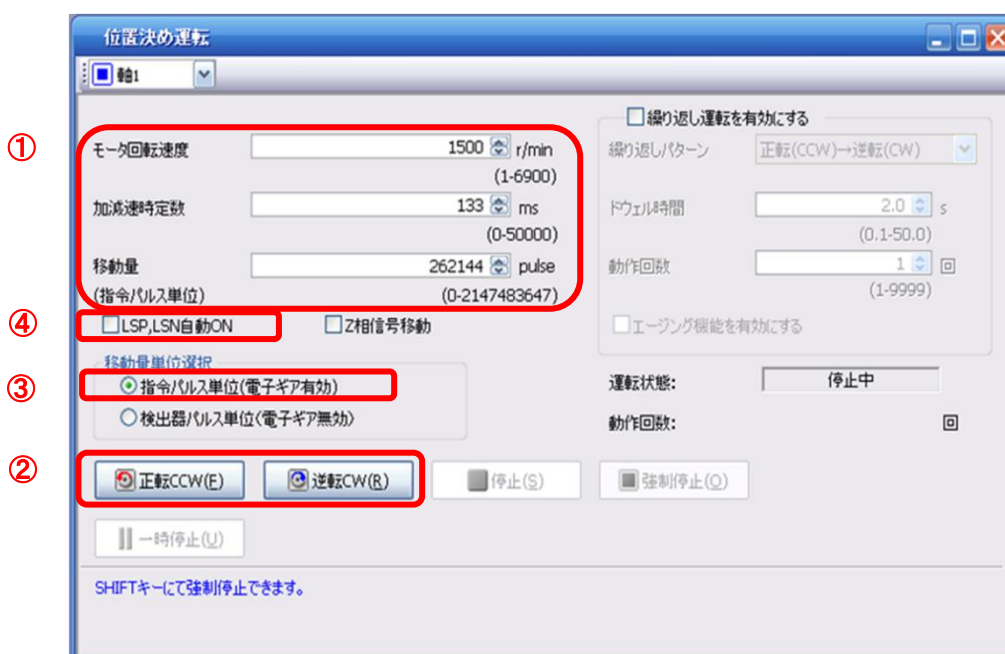 位置決め運転
軸1
① モータ回転速度 1500 r/min
(1-6900)
加減速時定数 133 ms
(0-50000)
移動量 262144 pulse
(指令パルス単位) (0-2147483647)
④ LSP,LSN自動ON Z相信号移動
移動量単位選択
③ 指令パルス単位(電子ギア有効)
検出器パルス単位(電子ギア無効)
② 正転CCW(F) 逆転CW(R) 停止(S) 強制停止(O)
一時停止(U)
繰り返し運転を有効にする
繰り返しパターン 正転(CCW)→逆転(CW)
ドウェル時間 2.0 s
(0.1-50.0)
動作回数 1 回
(1-9999)
エージング機能を有効にする
運転状態: 停止中
動作回数: 回
SHIFTキーにて強制停止できます。